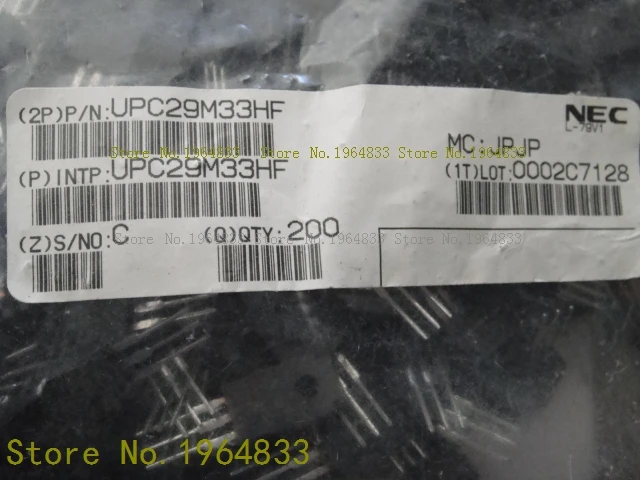 (2P)P/N:UPC29M33HF
NEC
L-79V1
Store No.1964833 Store No.1964833 Store No.1964833
MC: JPJP
(P)INTP:UPC29M33HF
(1T)LOT:0002C7128
(Z)S/NO:C (Q)QTY:200
Store No.1964833 Store No.1964833 Store No.1964833
Store No. 1964833